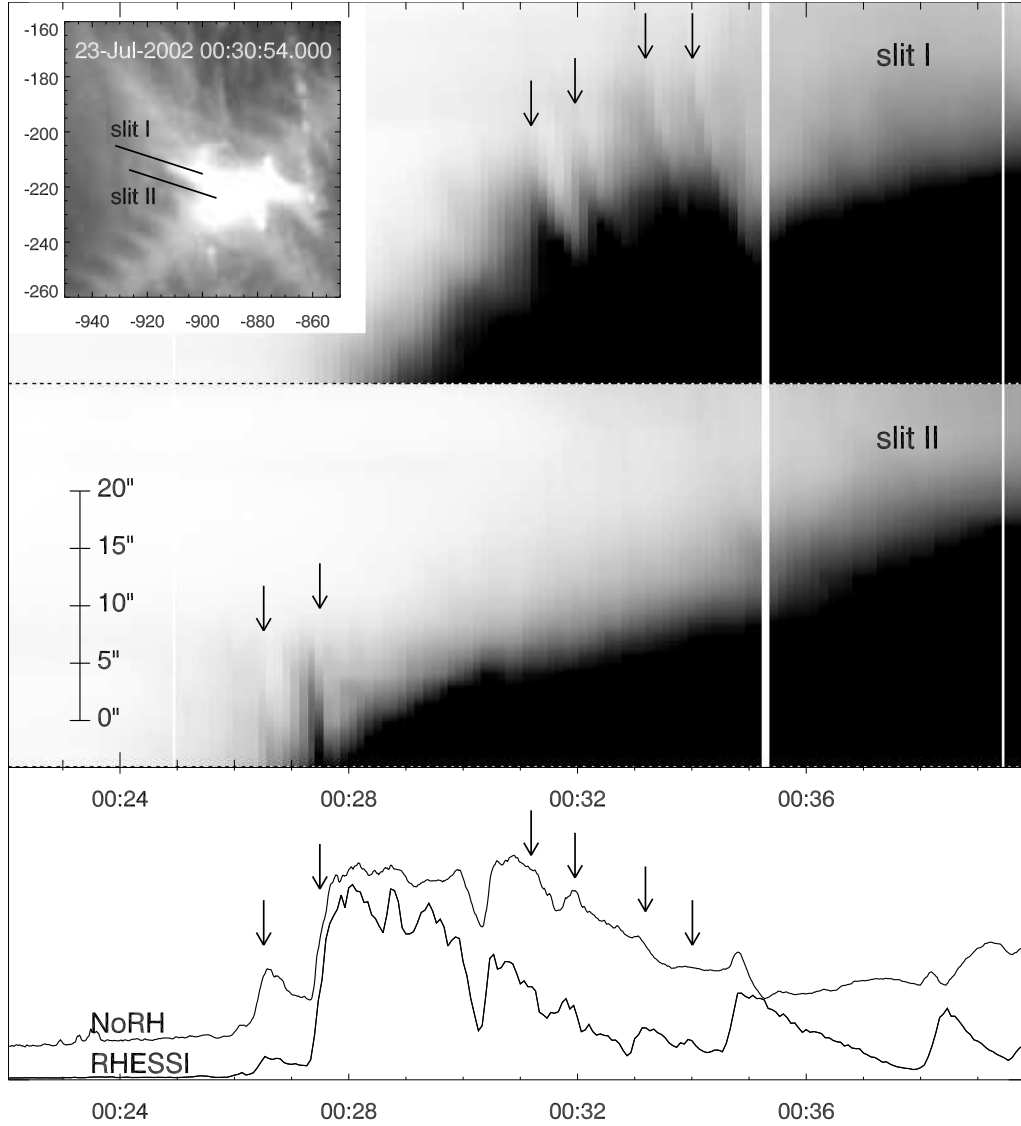 -160
-180
-200
-220
-240
-260
23-Jul-2002 00:30:54.000
slit I
slit II
-940 -920 -900 -880 -860
slit I
slit II
20"
15"
10"
5"
0"
00:24 00:28 00:32 00:36
NoRH
RHESSI
00:24 00:28 00:32 00:36